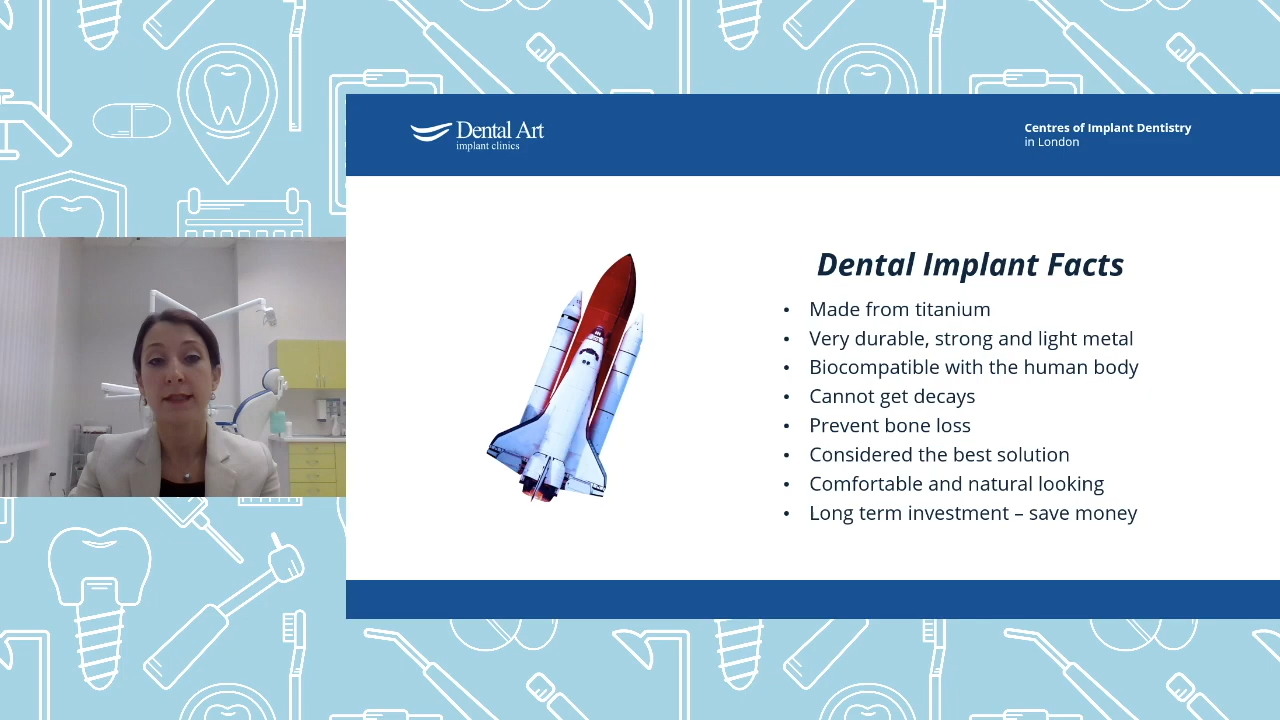 Dental Art
implant clinics
Centres of Implant Dentistry
in London
Dental Implant Facts
• Made from titanium
• Very durable, strong and light metal
• Biocompatible with the human body
• Cannot get decays
• Prevent bone loss
• Considered the best solution
• Comfortable and natural looking
• Long term investment – save money